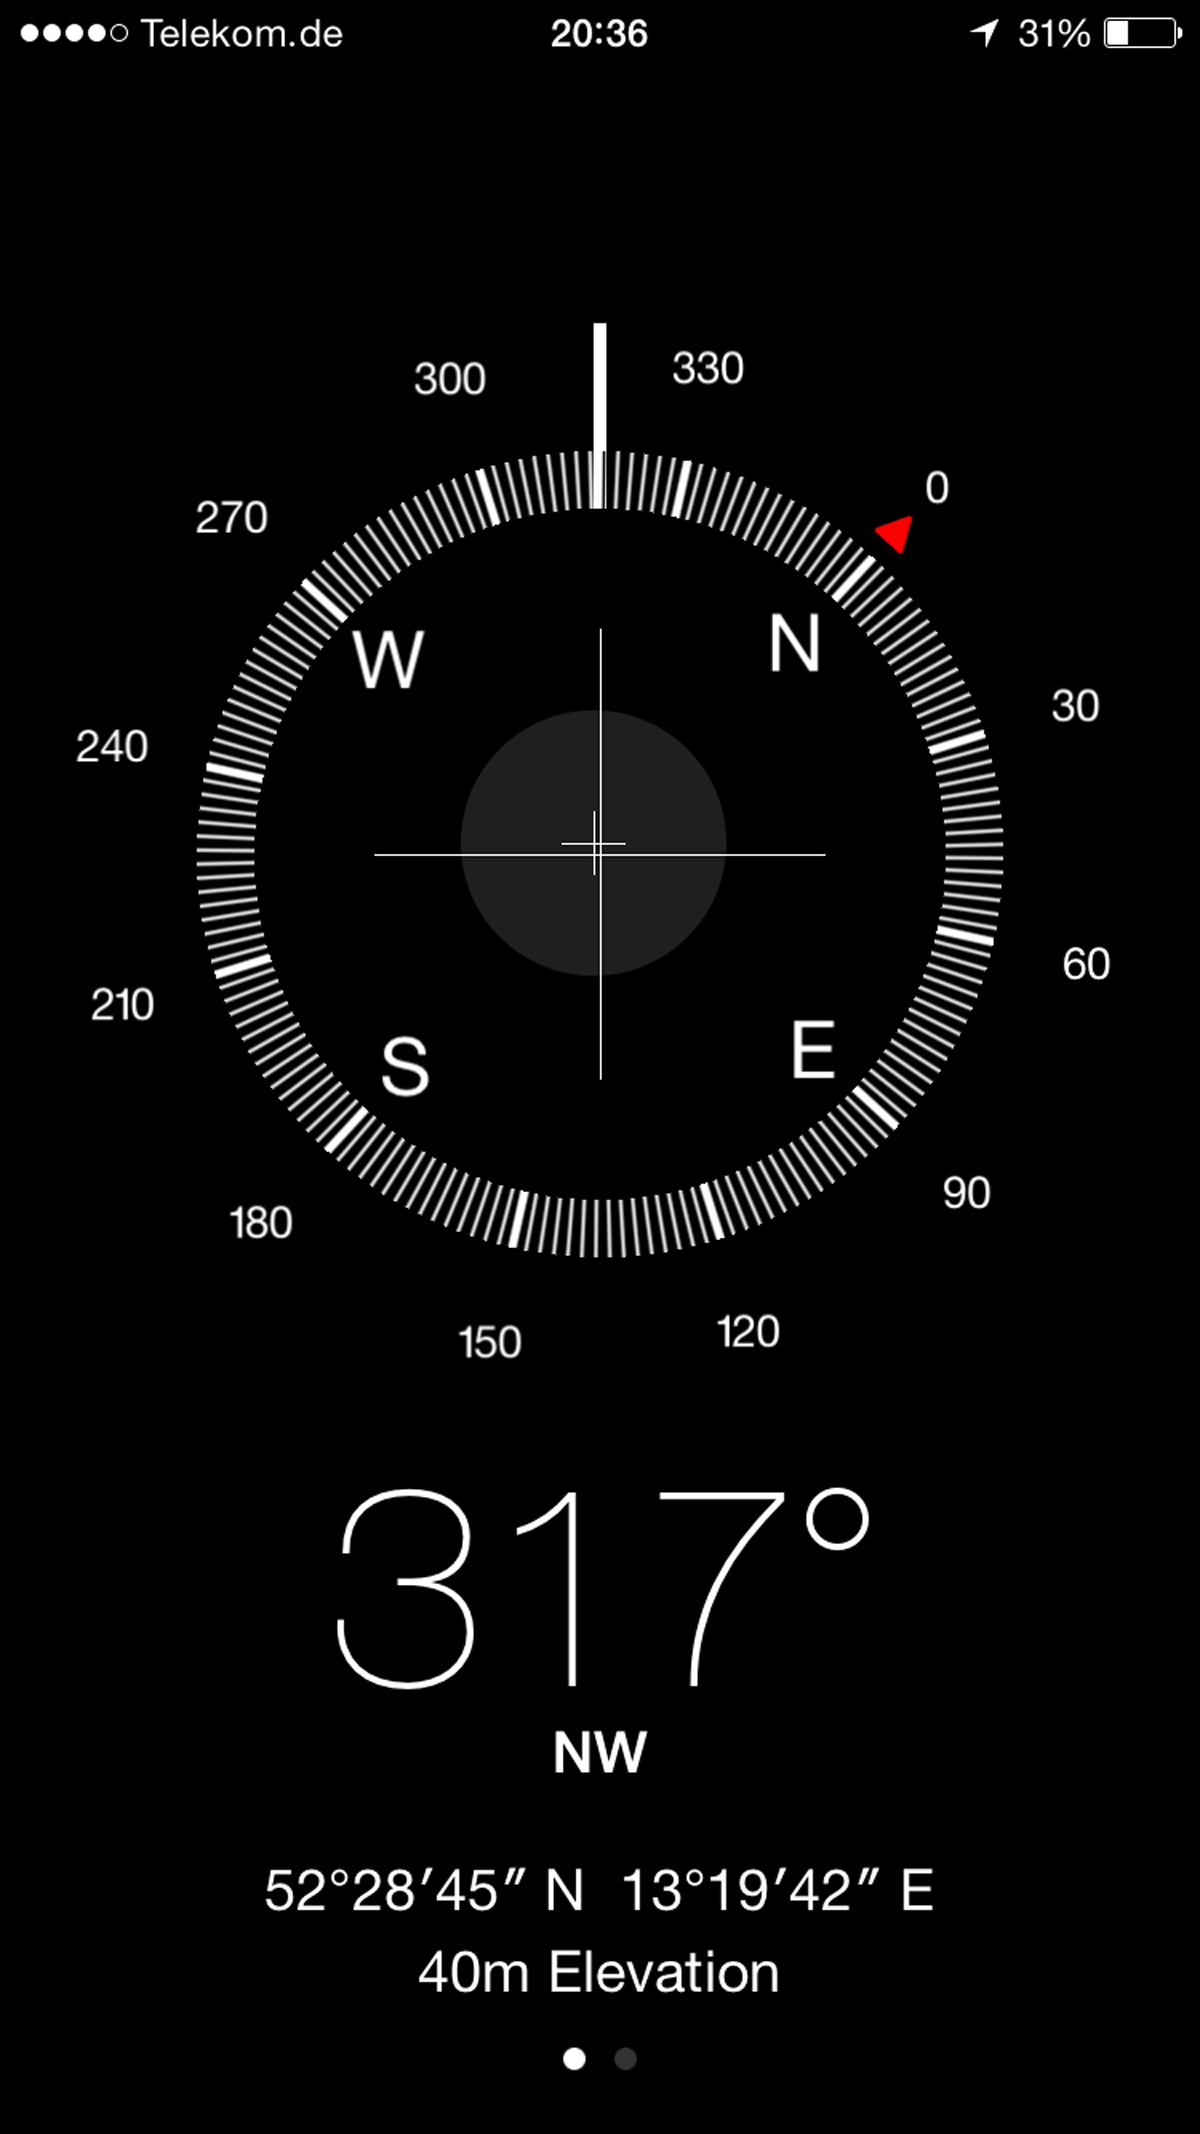 Telekom.de 20:36 31%
300 330
270 0
W N
240 30
210 60
S E
180 90
150 120
317°
NW
52°28′45″ N 13°19′42″ E
40m Elevation